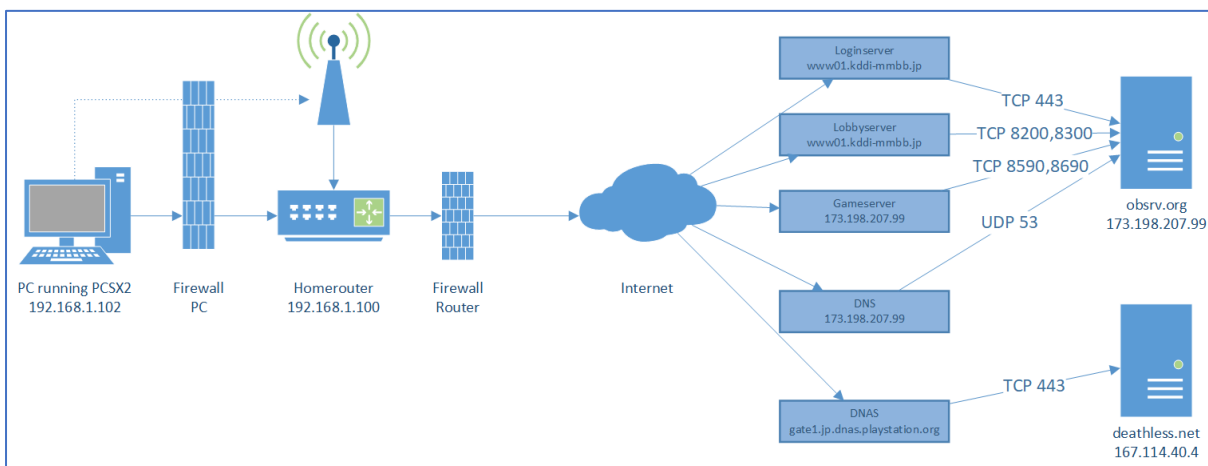 PC running PCSX2
192.168.1.102
Firewall
PC
Homerouter
192.168.1.100
Firewall
Router
Internet
Loginserver
www01.kddi-mmbb.jp
Lobbyserver
www01.kddi-mmbb.jp
Gameserver
173.198.207.99
DNS
173.198.207.99
DNAS
gate1.jp.dnas.playstation.org
TCP 443
TCP 8200,8300
TCP 8590,8690
UDP 53
TCP 443
obsrv.org
173.198.207.99
deathless.net
167.114.40.4